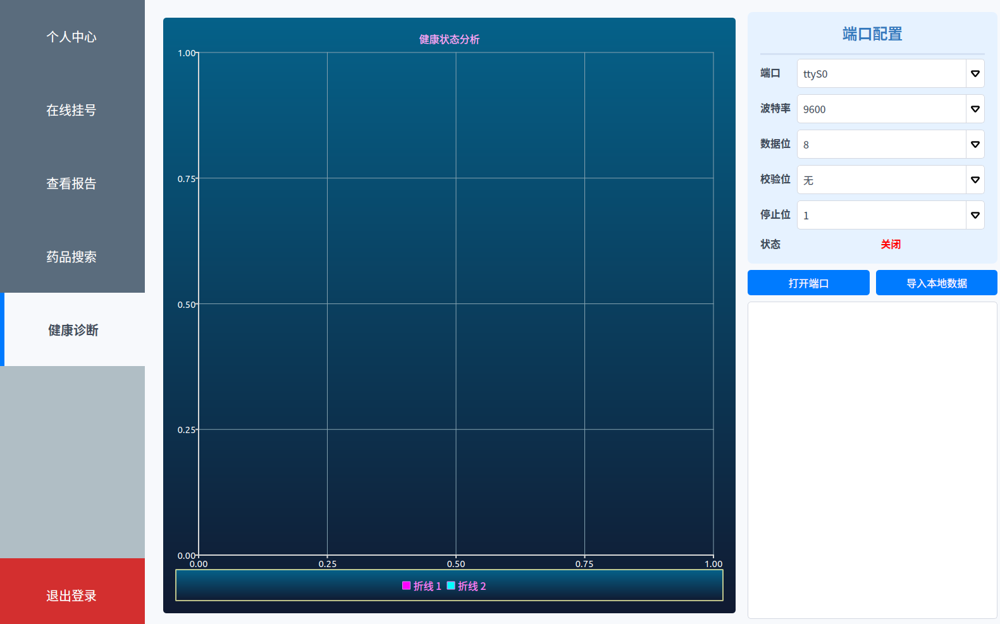 个人中心
在线挂号
查看报告
药品搜索
健康诊断
退出登录
健康状态分析
1.00
0.75
0.50
0.25
0.00
0.00 0.25 0.50 0.75 1.00
折线 1 折线 2
端口配置
端口 ttyS0
波特率 9600
数据位 8
校验位 无
停止位 1
状态 关闭
打开端口 导入本地数据